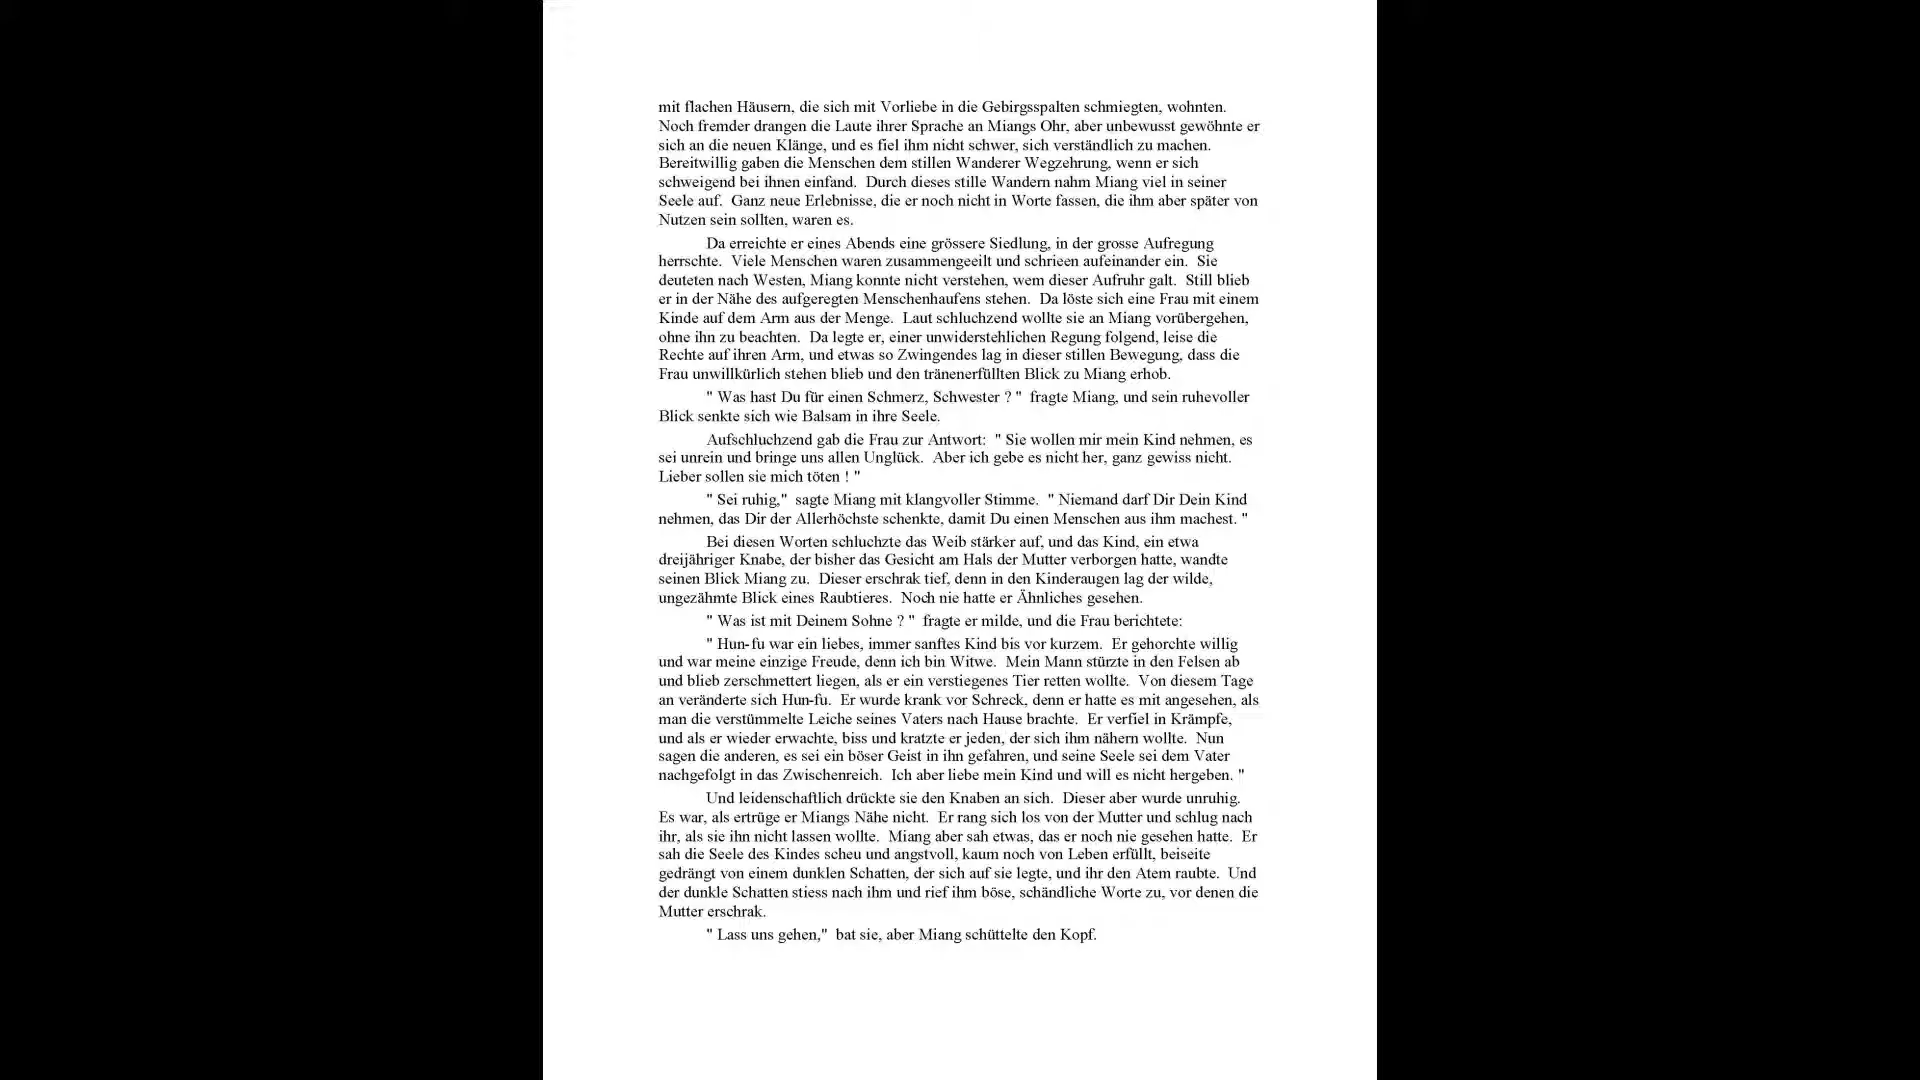 mit flachen Häusern, die sich mit Vorliebe in die Gebirgsspalten schmiegten, wohnten.
Noch fremder drangen die Laute ihrer Sprache an Miangs Ohr, aber unbewusst gewöhnte er
sich an die neuen Klänge, und es fiel ihm nicht schwer, sich verständlich zu machen.
Bereitwillig gaben die Menschen dem stillen Wanderer Wegzehrung, wenn er sich
schweigend bei ihnen einfand.  Durch dieses stille Wandern nahm Miang viel in seiner
Seele auf.  Ganz neue Erlebnisse, die er noch nicht in Worte fassen, die ihm aber später von
Nutzen sein sollten, waren es.
Da erreichte er eines Abends eine grössere Siedlung, in der grosse Aufregung
herrschte.  Viele Menschen waren zusammengeeilt und schrieen aufeinander ein.  Sie
deuteten nach Westen, Miang konnte nicht verstehen, wem dieser Aufruhr galt.  Still blieb
er in der Nähe des aufgeregten Menschenhaufens stehen.  Da löste sich eine Frau mit einem
Kinde auf dem Arm aus der Menge.  Laut schluchzend wollte sie an Miang vorübergehen,
ohne ihn zu beachten.  Da legte er, einer unwiderstehlichen Regung folgend, leise die
Rechte auf ihren Arm, und etwas so Zwingendes lag in dieser stillen Bewegung, dass die
Frau unwillkürlich stehen blieb und den tränenerfüllten Blick zu Miang erhob.
" Was hast Du für einen Schmerz, Schwester ? "  fragte Miang, und sein ruhevoller
Blick senkte sich wie Balsam in ihre Seele.
Aufschluchzend gab die Frau zur Antwort:  " Sie wollen mir mein Kind nehmen, es
sei unrein und bringe uns allen Unglück.  Aber ich gebe es nicht her, ganz gewiss nicht.
Lieber sollen sie mich töten ! "
" Sei ruhig,"  sagte Miang mit klangvoller Stimme.  " Niemand darf Dir Dein Kind
nehmen, das Dir der Allerhöchste schenkte, damit Du einen Menschen aus ihm machest. "
Bei diesen Worten schluchzte das Weib stärker auf, und das Kind, ein etwa
dreijähriger Knabe, der bisher das Gesicht am Hals der Mutter verborgen hatte, wandte
seinen Blick Miang zu.  Dieser erschrak tief, denn in den Kinderaugen lag der wilde,
ungezähmte Blick eines Raubtieres.  Noch nie hatte er Ähnliches gesehen.
" Was ist mit Deinem Sohne ? "  fragte er milde, und die Frau berichtete:
" Hun-fu war ein liebes, immer sanftes Kind bis vor kurzem.  Er gehorchte willig
und war meine einzige Freude, denn ich bin Witwe.  Mein Mann stürzte in den Felsen ab
und blieb zerschmettert liegen, als er ein verstiegenes Tier retten wollte.  Von diesem Tage
an veränderte sich Hun-fu.  Er wurde krank vor Schreck, denn er hatte es mit angesehen, als
man die verstümmelte Leiche seines Vaters nach Hause brachte.  Er verfiel in Krämpfe,
und als er wieder erwachte, biss und kratzte er jeden, der sich ihm nähern wollte.  Nun
sagen die anderen, es sei ein böser Geist in ihn gefahren, und seine Seele sei dem Vater
nachgefolgt in das Zwischenreich.  Ich aber liebe mein Kind und will es nicht hergeben. "
Und leidenschaftlich drückte sie den Knaben an sich.  Dieser aber wurde unruhig.
Es war, als ertrüge er Miangs Nähe nicht.  Er rang sich los von der Mutter und schlug nach
ihr, als sie ihn nicht lassen wollte.  Miang aber sah etwas, das er noch nie gesehen hatte.  Er
sah die Seele des Kindes scheu und angstvoll, kaum noch von Leben erfüllt, beiseite
gedrängt von einem dunklen Schatten, der sich auf sie legte, und ihr den Atem raubte.  Und
der dunkle Schatten stiess nach ihm und rief ihm böse, schändliche Worte zu, vor denen die
Mutter erschrak.
" Lass uns gehen,"  bat sie, aber Miang schüttelte den Kopf.